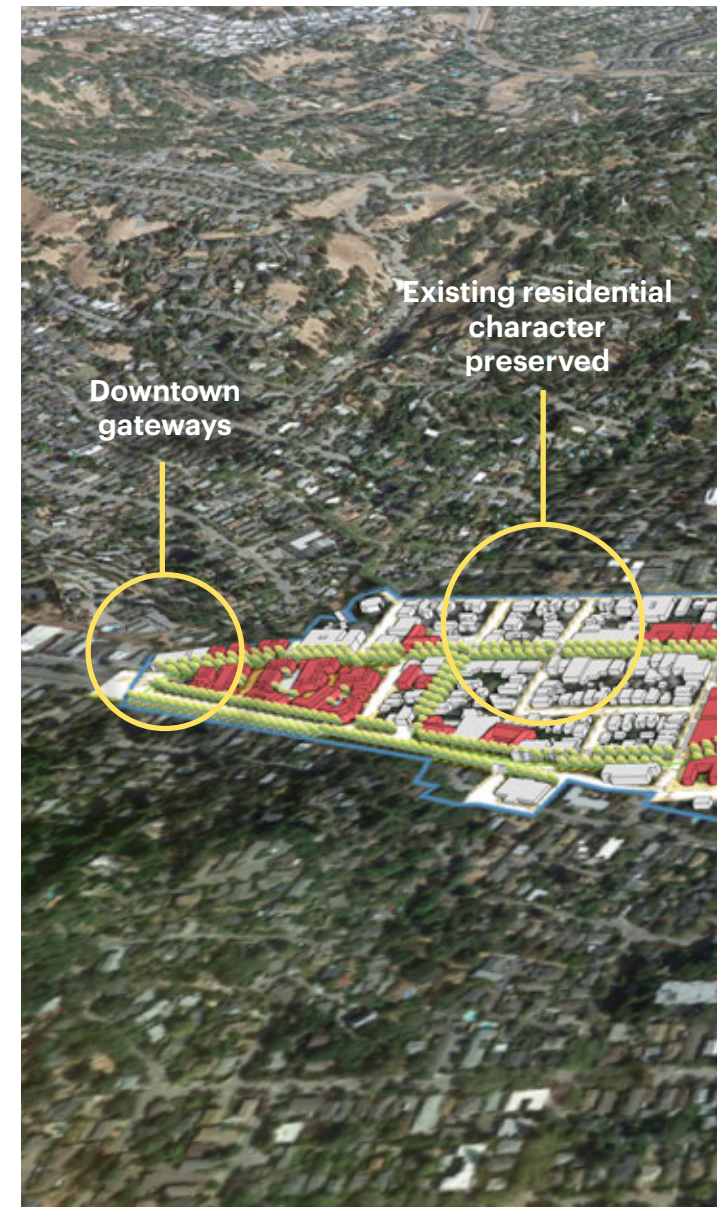 Existing residential
character
preserved
Downtown
gateways